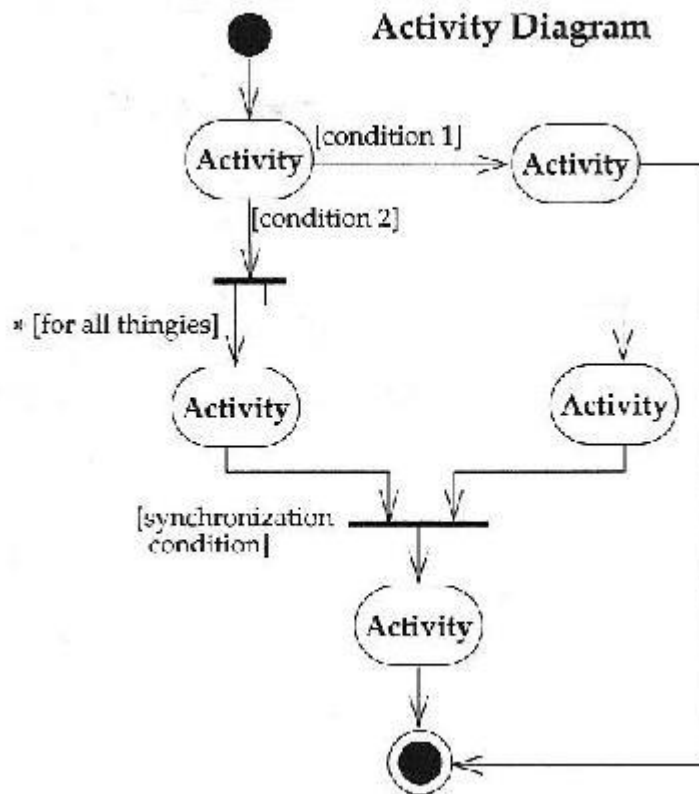 Activity Diagram
[condition 1]
Activity
Activity
[condition 2]
* [for all thingies]
Activity
Activity
[synchronization
condition]
Activity